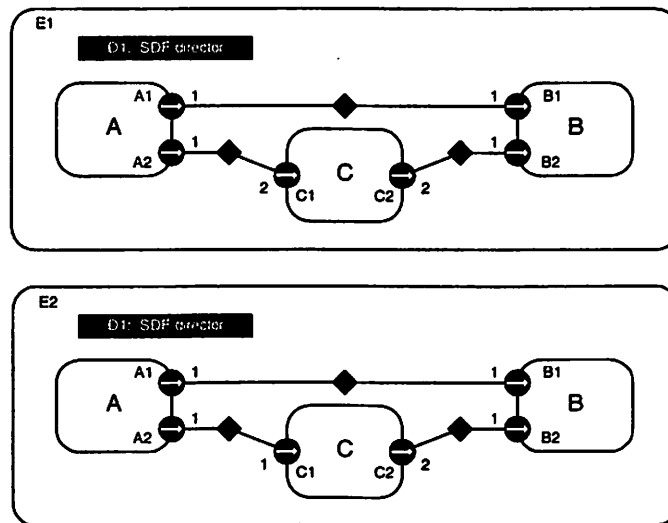 E1
D1: SDF director
A1 1 1 B1
A B
1 1
A2 C B2
2 C1 C2 2
E2
D1: SDF director
A1 1 1 B1
A B
1 1
A2 C B2
1 C1 C2 2